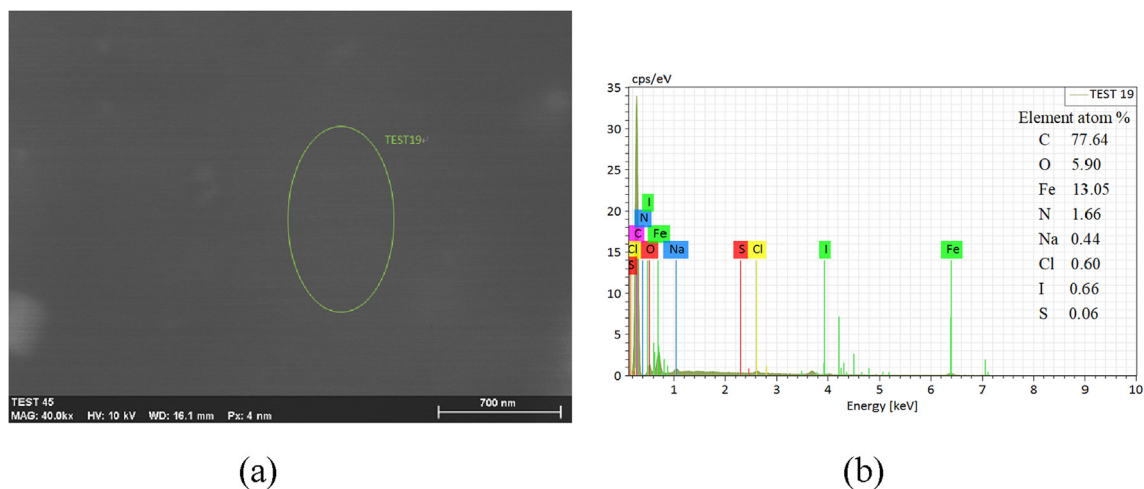 TEST19
TEST 45
MAG: 40.0kx HV: 10 kV WD: 16.1 mm Px: 4 nm
700 nm
(a)
cps/eV
35
30
25
20
15
10
5
0
TEST 19
Element atom %
C 77.64
O 5.90
Fe 13.05
N 1.66
Na 0.44
Cl 0.60
I 0.66
S 0.06
I
N
C Fe
Cl O Na S Cl I Fe
S
1 2 3 4 5 6 7 8 9 10
Energy [keV]
(b)